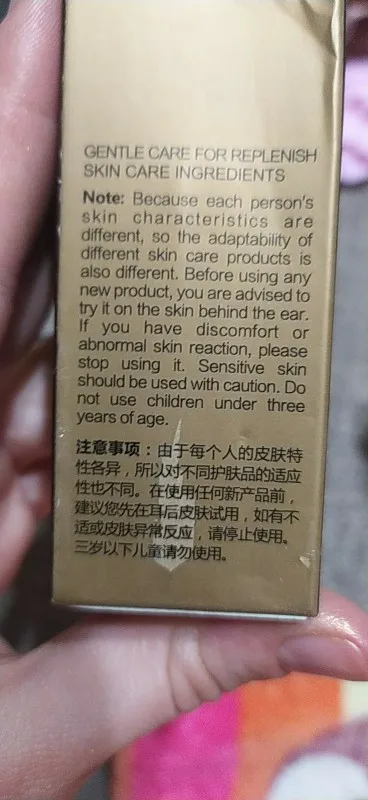 GENTLE CARE FOR REPLENISH
SKIN CARE INGREDIENTS
Note: Because each person's
skin characteristics are
different, so the adaptability of
different skin care products is
also different. Before using any
new product, you are advised to
try it on the skin behind the ear.
If you have discomfort or
abnormal skin reaction, please
stop using it. Sensitive skin
should be used with caution. Do
not use children under three
years of age.
注意事项：由于每个人的皮肤特
性各异，所以对不同护肤品的适应
性也不同。在使用任何新产品前，
建议您先在耳后皮肤试用，如有不
适或皮肤异常反应，请停止使用。
三岁以下儿童请勿使用。